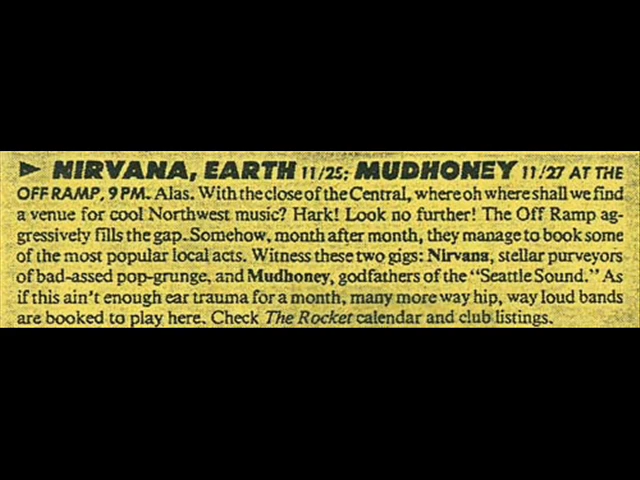 ► NIRVANA, EARTH 11/25; MUDHONEY 11/27 AT THE
OFF RAMP, 9 PM. Alas. With the close of the Central, where oh where shall we find
a venue for cool Northwest music? Hark! Look no further! The Off Ramp ag-
gressively fills the gap. Somehow, month after month, they manage to book some
of the most popular local acts. Witness these two gigs: Nirvana, stellar purveyors
of bad-assed pop-grunge, and Mudhoney, godfathers of the "Seattle Sound." As
if this ain't enough ear trauma for a month, many more way hip, way loud bands
are booked to play here. Check The Rocket calendar and club listings.